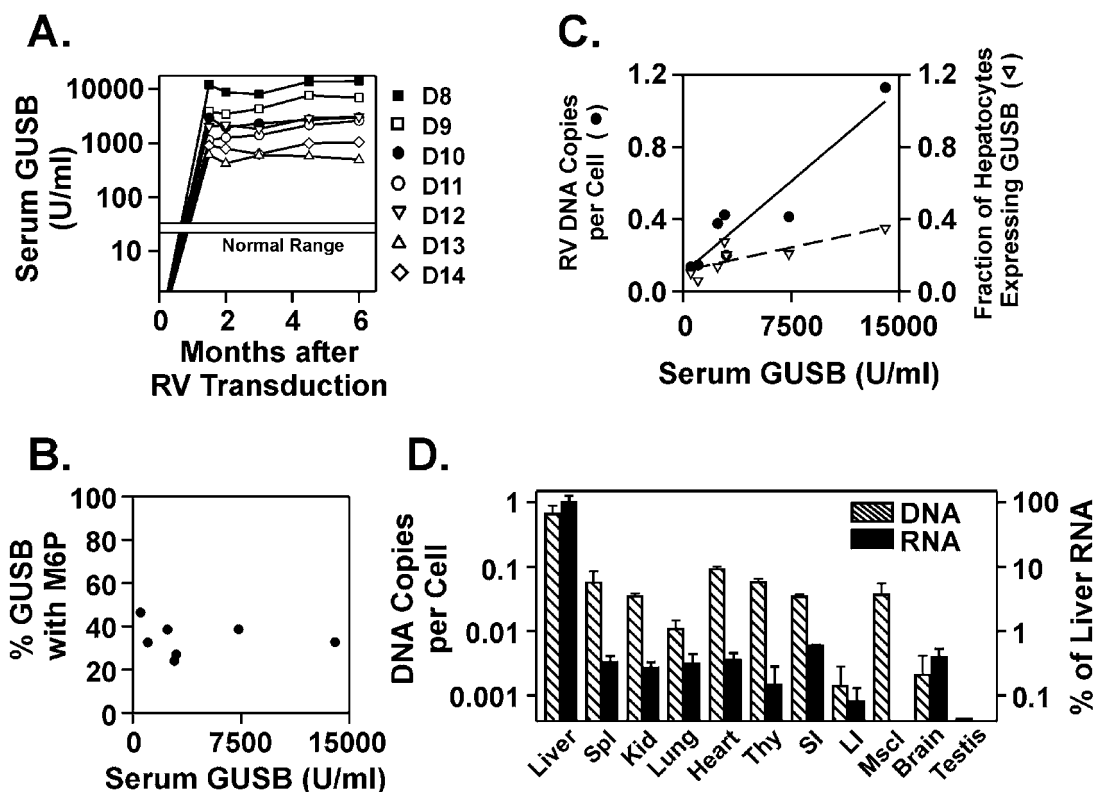 A.
Serum GUSB
(U/ml)
10000
1000
100
10
Normal Range
0 2 4 6
Months after
RV Transduction
D8
D9
D10
D11
D12
D13
D14
C.
RV DNA Copies
per Cell (●)
1.2
0.8
0.4
0.0
1.2
0.8
0.4
0.0
Fraction of Hepatocytes
Expressing GUSB (◁)
0 7500 15000
Serum GUSB (U/ml)
B.
% GUSB
with M6P
100
80
60
40
20
0
0 7500 15000
Serum GUSB (U/ml)
D.
DNA Copies
per Cell
1
0.1
0.01
0.001
DNA
RNA
100
10
1
0.1
% of Liver RNA
Liver Spl Kid Lung Heart Thy SI LI Mscl Brain Testis